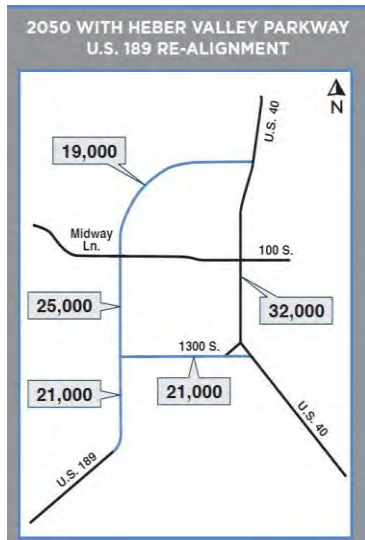 2050 WITH HEBER VALLEY PARKWAY
U.S. 189 RE-ALIGNMENT
N
U.S. 40
19,000
Midway
Ln.
100 S.
25,000
32,000
1300 S.
21,000
21,000
U.S. 40
U.S. 189